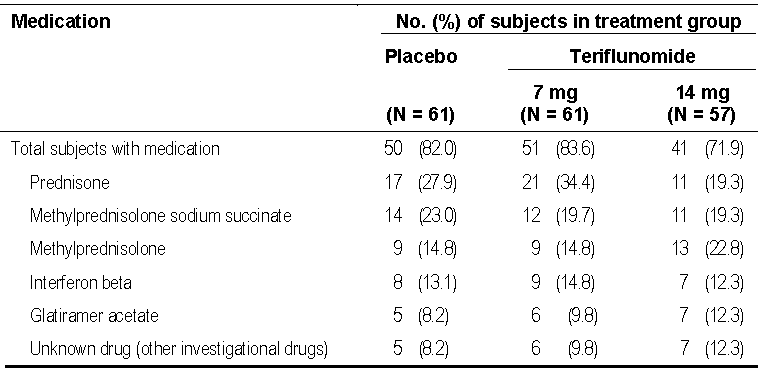 Medication No. (%) of subjects in treatment group
Placebo Teriflunomide
7 mg 14 mg
(N = 61) (N = 61) (N = 57)
Total subjects with medication 50 (82.0) 51 (83.6) 41 (71.9)
Prednisone 17 (27.9) 21 (34.4) 11 (19.3)
Methylprednisolone sodium succinate 14 (23.0) 12 (19.7) 11 (19.3)
Methylprednisolone 9 (14.8) 9 (14.8) 13 (22.8)
Interferon beta 8 (13.1) 9 (14.8) 7 (12.3)
Glatiramer acetate 5 (8.2) 6 (9.8) 7 (12.3)
Unknown drug (other investigational drugs) 5 (8.2) 6 (9.8) 7 (12.3)